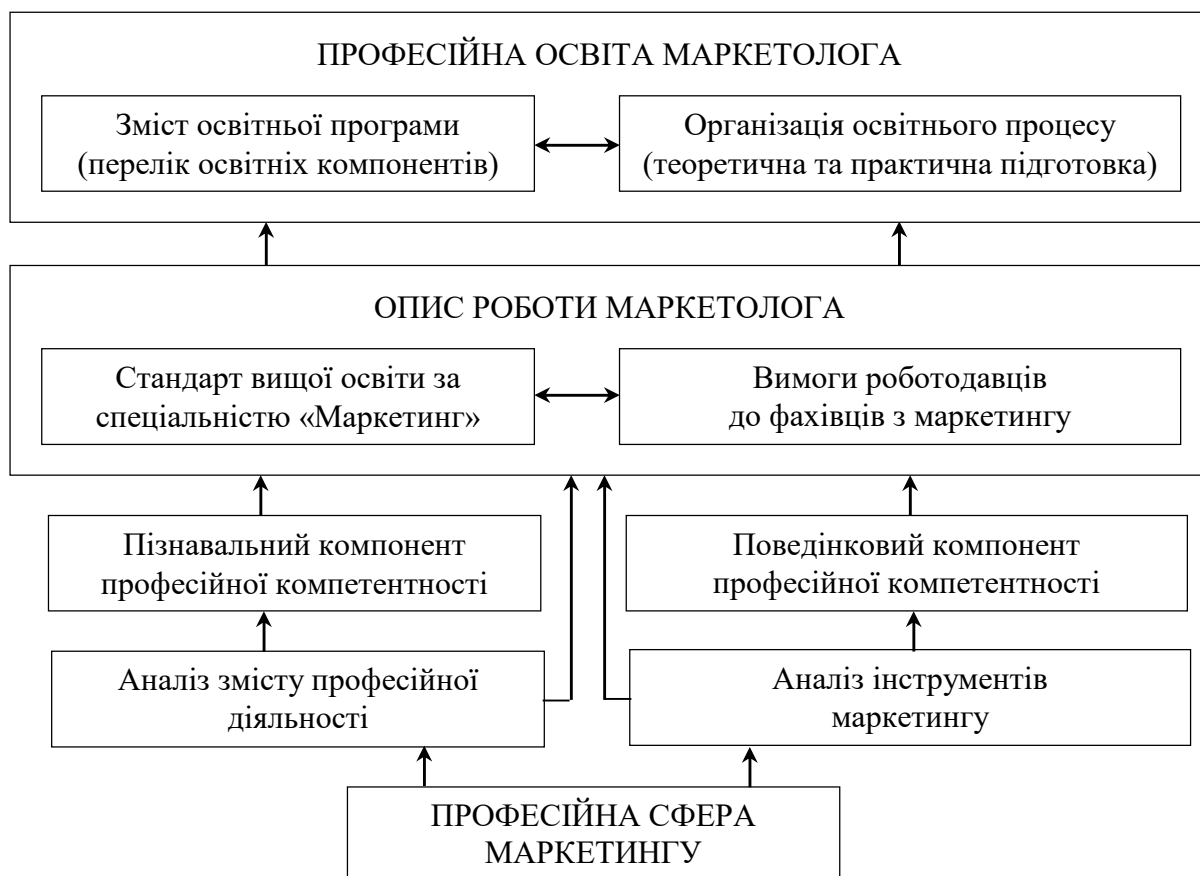 ПРОФЕСІЙНА ОСВІТА МАРКЕТОЛОГА
Зміст освітньої програми
(перелік освітніх компонентів)
Організація освітнього процесу
(теоретична та практична підготовка)
ОПИС РОБОТИ МАРКЕТОЛОГА
Стандарт вищої освіти за
спеціальністю «Маркетинг»
Вимоги роботодавців
до фахівців з маркетингу
Пізнавальний компонент
професійної компетентності
Поведінковий компонент
професійної компетентності
Аналіз змісту професійної
діяльності
Аналіз інструментів
маркетингу
ПРОФЕСІЙНА СФЕРА
МАРКЕТИНГУ